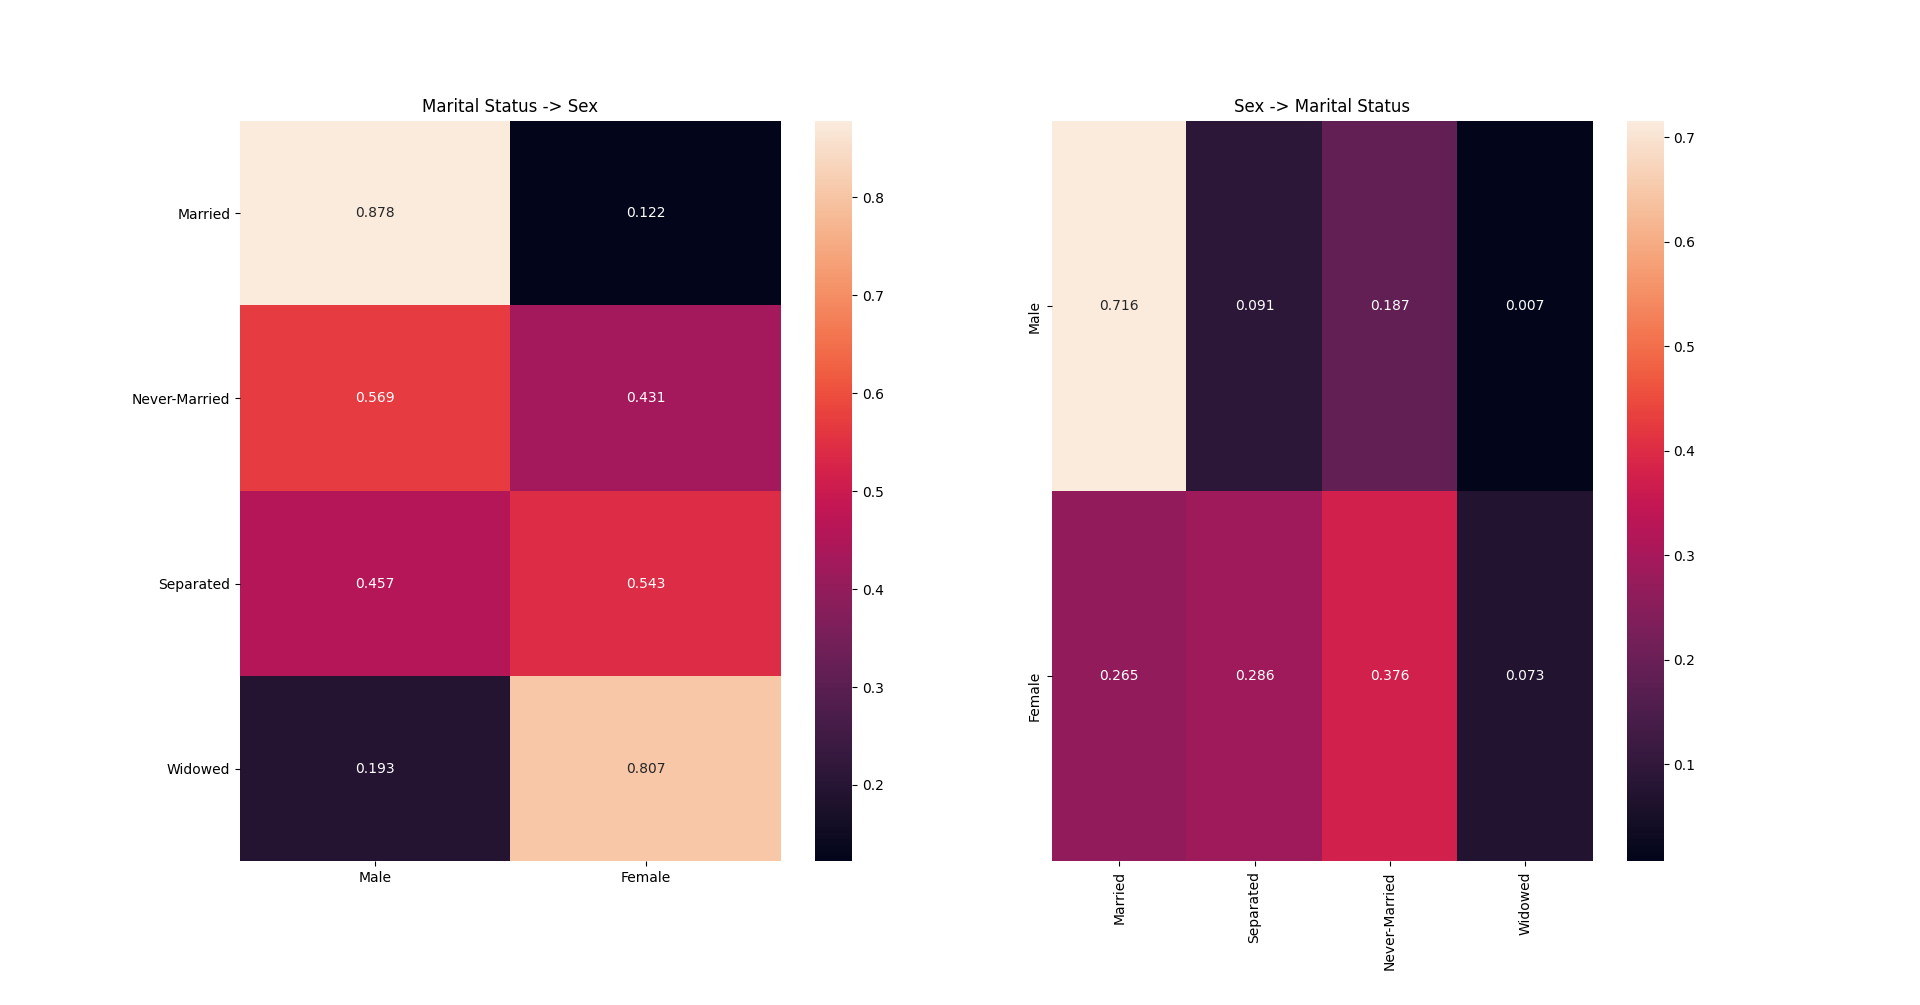 Marital Status -> Sex
Married
0.878
0.122
0.8
0.7
Never-Married
0.569
0.431
0.6
0.5
Separated
0.457
0.543
0.4
0.3
Widowed
0.193
0.807
0.2
Male
Female
Sex -> Marital Status
Male
0.716
0.091
0.187
0.007
Female
0.265
0.286
0.376
0.073
0.7
0.6
0.5
0.4
0.3
0.2
0.1
Married
Separated
Never-Married
Widowed